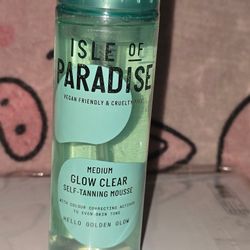 ISLE OF
PARADISE
VEGAN FRIENDLY & CRUELTY FREE
MEDIUM
GLOW CLEAR
SELF-TANNING MOUSSE
WITH COLOUR CORRECTING ACTIVES
TO EVEN SKIN TONE
HELLO GOLDEN GLOW